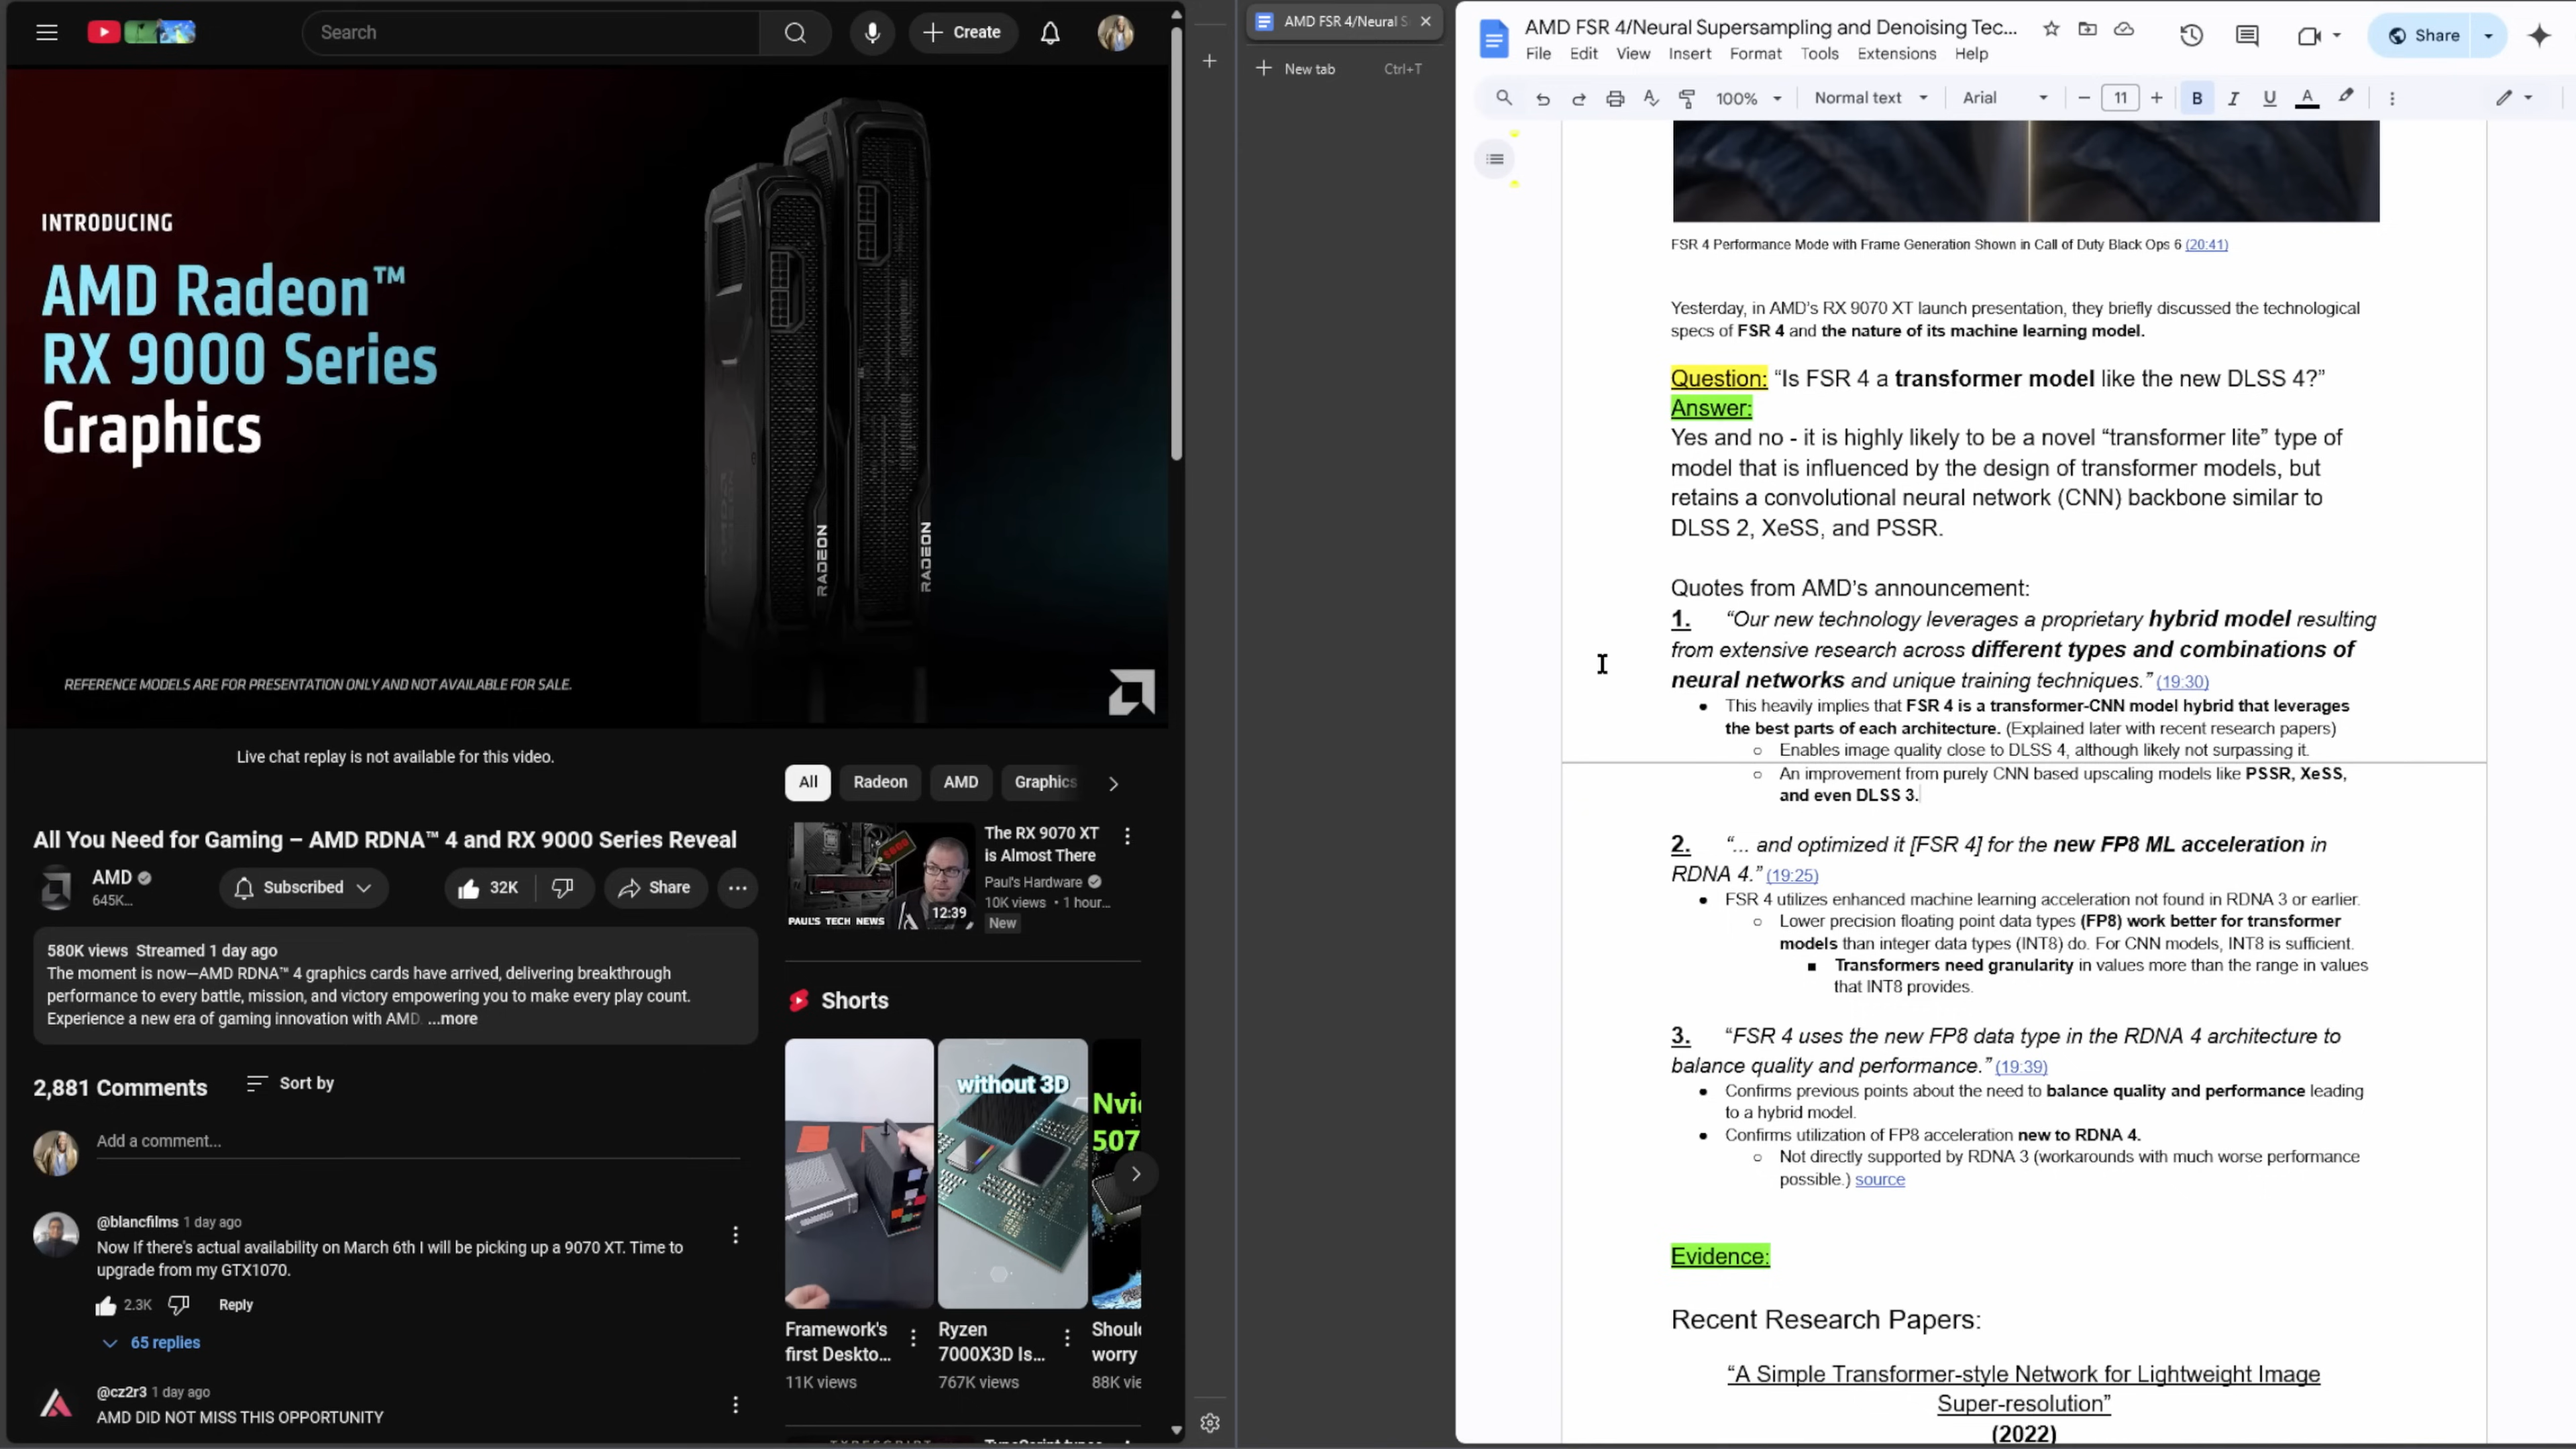 Search
Create
INTRODUCING
AMD Radeon™
RX 9000 Series
Graphics
RADEON
RADEON
REFERENCE MODELS ARE FOR PRESENTATION ONLY AND NOT AVAILABLE FOR SALE.
Live chat replay is not available for this video.
All You Need for Gaming – AMD RDNA™ 4 and RX 9000 Series Reveal
AMD
645K...
Subscribed
32K
Share
580K views Streamed 1 day ago
The moment is now—AMD RDNA™ 4 graphics cards have arrived, delivering breakthrough
performance to every battle, mission, and victory empowering you to make every play count.
Experience a new era of gaming innovation with AMD. ...more
2,881 Comments
Sort by
Add a comment...
@blancfilms 1 day ago
Now If there's actual availability on March 6th I will be picking up a 9070 XT. Time to
upgrade from my GTX1070.
2.3K
Reply
65 replies
@cz2r3 1 day ago
AMD DID NOT MISS THIS OPPORTUNITY
All
Radeon
AMD
Graphics
$600
PAUL'S TECH NEWS
12:39
The RX 9070 XT
is Almost There
Paul's Hardware
10K views • 1 hour...
New
Shorts
without 3D
Nvi
507
Framework's
first Deskto...
11K views
Ryzen
7000X3D Is...
767K views
Shoul
worry
88K vie
AMD FSR 4/Neural S
New tab
Ctrl+T
AMD FSR 4/Neural Supersampling and Denoising Tec...
Share
File Edit View Insert Format Tools Extensions Help
100%
Normal text
Arial
11
B I U A
FSR 4 Performance Mode with Frame Generation Shown in Call of Duty Black Ops 6 (20:41)
Yesterday, in AMD's RX 9070 XT launch presentation, they briefly discussed the technological
specs of FSR 4 and the nature of its machine learning model.
Question: “Is FSR 4 a transformer model like the new DLSS 4?”
Answer:
Yes and no - it is highly likely to be a novel “transformer lite” type of
model that is influenced by the design of transformer models, but
retains a convolutional neural network (CNN) backbone similar to
DLSS 2, XeSS, and PSSR.
Quotes from AMD's announcement:
1. “Our new technology leverages a proprietary hybrid model resulting
from extensive research across different types and combinations of
neural networks and unique training techniques.” (19:30)
● This heavily implies that FSR 4 is a transformer-CNN model hybrid that leverages
the best parts of each architecture. (Explained later with recent research papers)
○ Enables image quality close to DLSS 4, although likely not surpassing it.
○ An improvement from purely CNN based upscaling models like PSSR, XeSS,
and even DLSS 3.
2. “... and optimized it [FSR 4] for the new FP8 ML acceleration in
RDNA 4.” (19:25)
● FSR 4 utilizes enhanced machine learning acceleration not found in RDNA 3 or earlier.
○ Lower precision floating point data types (FP8) work better for transformer
models than integer data types (INT8) do. For CNN models, INT8 is sufficient.
■ Transformers need granularity in values more than the range in values
that INT8 provides.
3. “FSR 4 uses the new FP8 data type in the RDNA 4 architecture to
balance quality and performance.” (19:39)
● Confirms previous points about the need to balance quality and performance leading
to a hybrid model.
● Confirms utilization of FP8 acceleration new to RDNA 4.
○ Not directly supported by RDNA 3 (workarounds with much worse performance
possible.) source
Evidence:
Recent Research Papers:
“A Simple Transformer-style Network for Lightweight Image
Super-resolution”
(2022)